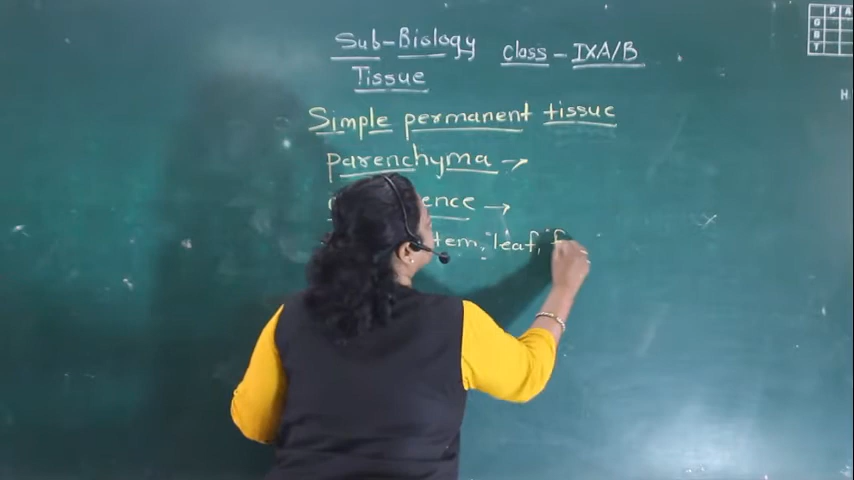 Sub-Biology Class-IXA/B
Tissue
P A
G
B
T
H
Simple permanent tissue
parenchyma →
ence →
tem, leaf, f